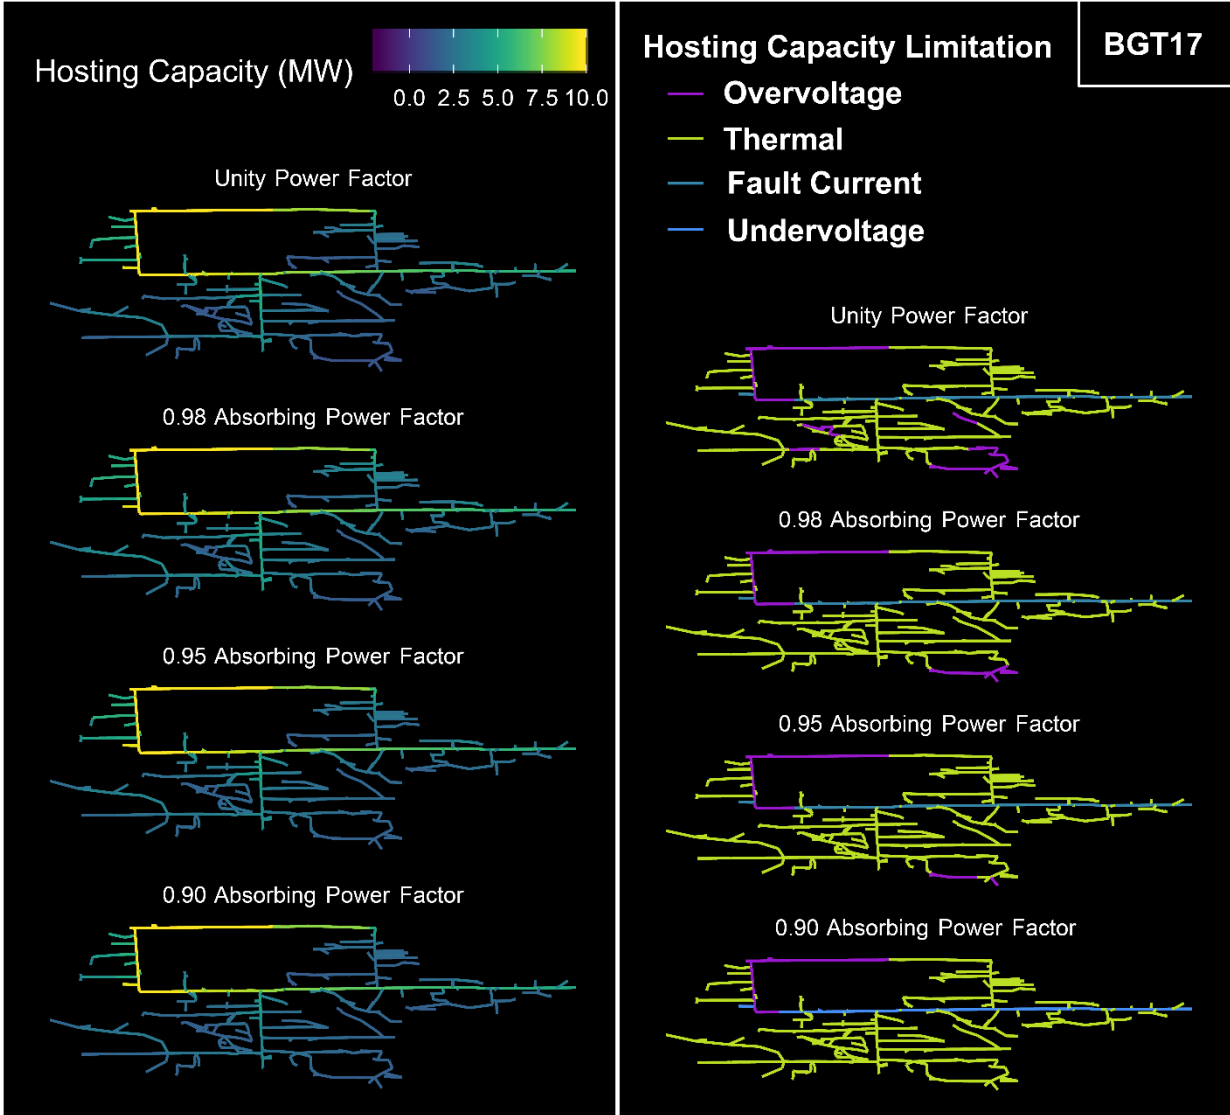 Hosting Capacity (MW)
0.0 2.5 5.0 7.5 10.0
Unity Power Factor
0.98 Absorbing Power Factor
0.95 Absorbing Power Factor
0.90 Absorbing Power Factor
Hosting Capacity Limitation
BGT17
Overvoltage
Thermal
Fault Current
Undervoltage
Unity Power Factor
0.98 Absorbing Power Factor
0.95 Absorbing Power Factor
0.90 Absorbing Power Factor